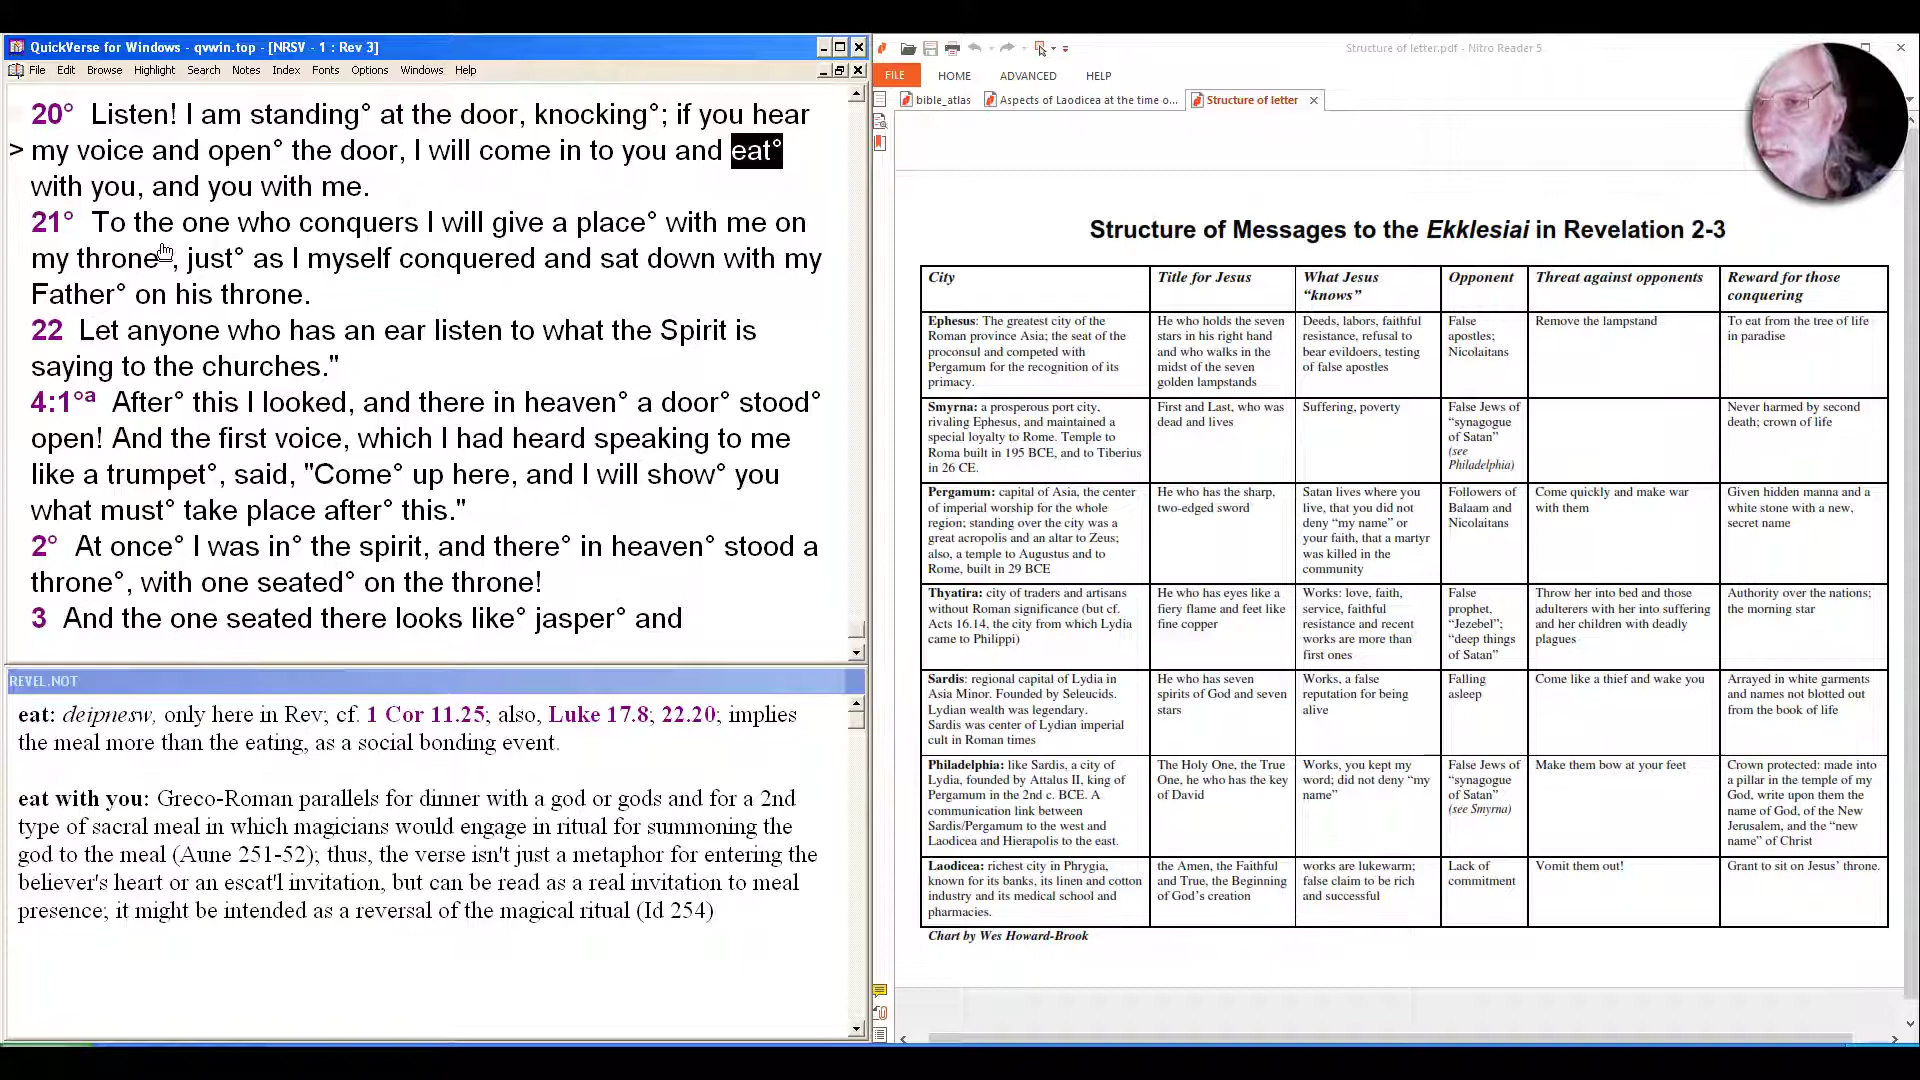 QuickVerse for Windows - qvwin.top - [NRSV - 1 : Rev 3]
File Edit Browse Highlight Search Notes Index Fonts Options Windows Help
20° Listen! I am standing° at the door, knocking°; if you hear
> my voice and open° the door, I will come in to you and eat°
with you, and you with me.
21° To the one who conquers I will give a place° with me on
my throne°, just° as I myself conquered and sat down with my
Father° on his throne.
22 Let anyone who has an ear listen to what the Spirit is
saying to the churches."
4:1°a After° this I looked, and there in heaven° a door° stood°
open! And the first voice, which I had heard speaking to me
like a trumpet°, said, "Come° up here, and I will show° you
what must° take place after° this."
2° At once° I was in° the spirit, and there° in heaven° stood a
throne°, with one seated° on the throne!
3 And the one seated there looks like° jasper° and
REVEL.NOT
eat: deipnesw, only here in Rev; cf. 1 Cor 11.25; also, Luke 17.8; 22.20; implies
the meal more than the eating, as a social bonding event.
eat with you: Greco-Roman parallels for dinner with a god or gods and for a 2nd
type of sacral meal in which magicians would engage in ritual for summoning the
god to the meal (Aune 251-52); thus, the verse isn't just a metaphor for entering the
believer's heart or an escat'l invitation, but can be read as a real invitation to meal
presence; it might be intended as a reversal of the magical ritual (Id 254)
Structure of letter.pdf - Nitro Reader 5
FILE HOME ADVANCED HELP
bible_atlas Aspects of Laodicea at the time o... Structure of letter
Structure of Messages to the Ekklesiai in Revelation 2-3
City
Title for Jesus
What Jesus
"knows"
Opponent
Threat against opponents
Reward for those
conquering
Ephesus: The greatest city of the
Roman province Asia; the seat of the
proconsul and competed with
Pergamum for the recognition of its
primacy.
He who holds the seven
stars in his right hand
and who walks in the
midst of the seven
golden lampstands
Deeds, labors, faithful
resistance, refusal to
bear evildoers, testing
of false apostles
False
apostles;
Nicolaitans
Remove the lampstand
To eat from the tree of life
in paradise
Smyrna: a prosperous port city,
rivaling Ephesus, and maintained a
special loyalty to Rome. Temple to
Roma built in 195 BCE, and to Tiberius
in 26 CE.
First and Last, who was
dead and lives
Suffering, poverty
False Jews of
"synagogue
of Satan"
(see
Philadelphia)
Never harmed by second
death; crown of life
Pergamum: capital of Asia, the center
of imperial worship for the whole
region; standing over the city was a
great acropolis and an altar to Zeus;
also, a temple to Augustus and to
Rome, built in 29 BCE
He who has the sharp,
two-edged sword
Satan lives where you
live, that you did not
deny "my name" or
your faith, that a martyr
was killed in the
community
Followers of
Balaam and
Nicolaitans
Come quickly and make war
with them
Given hidden manna and a
white stone with a new,
secret name
Thyatira: city of traders and artisans
without Roman significance (but cf.
Acts 16.14, the city from which Lydia
came to Philippi)
He who has eyes like a
fiery flame and feet like
fine copper
Works: love, faith,
service, faithful
resistance and recent
works are more than
first ones
False
prophet,
"Jezebel";
"deep things
of Satan"
Throw her into bed and those
adulterers with her into suffering
and her children with deadly
plagues
Authority over the nations;
the morning star
Sardis: regional capital of Lydia in
Asia Minor. Founded by Seleucids.
Lydian wealth was legendary.
Sardis was center of Lydian imperial
cult in Roman times
He who has seven
spirits of God and seven
stars
Works, a false
reputation for being
alive
Falling
asleep
Come like a thief and wake you
Arrayed in white garments
and names not blotted out
from the book of life
Philadelphia: like Sardis, a city of
Lydia, founded by Attalus II, king of
Pergamum in the 2nd c. BCE. A
communication link between
Sardis/Pergamum to the west and
Laodicea and Hierapolis to the east.
The Holy One, the True
One, he who has the key
of David
Works, you kept my
word; did not deny "my
name"
False Jews of
"synagogue
of Satan"
(see Smyrna)
Make them bow at your feet
Crown protected: made into
a pillar in the temple of my
God, write upon them the
name of God, of the New
Jerusalem, and the "new
name" of Christ
Laodicea: richest city in Phrygia,
known for its banks, its linen and cotton
industry and its medical school and
pharmacies.
the Amen, the Faithful
and True, the Beginning
of God's creation
works are lukewarm;
false claim to be rich
and successful
Lack of
commitment
Vomit them out!
Grant to sit on Jesus' throne.
Chart by Wes Howard-Brook